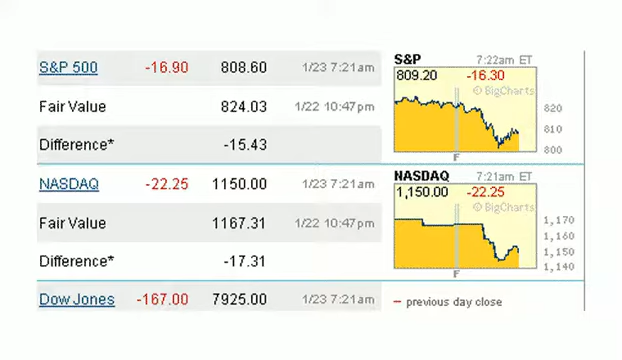 S&P 500 -16.90 808.60 1/23 7:21am
Fair Value 824.03 1/22 10:47pm
Difference* -15.43
NASDAQ -22.25 1150.00 1/23 7:21am
Fair Value 1167.31 1/22 10:47pm
Difference* -17.31
Dow Jones -167.00 7925.00 1/23 7:21am
S&P 7:22am ET
809.20 -16.30
© BigCharts
820
810
800
F
NASDAQ 7:21am ET
1,150.00 -22.25
© BigCharts
1,170
1,160
1,150
1,140
F
– previous day close